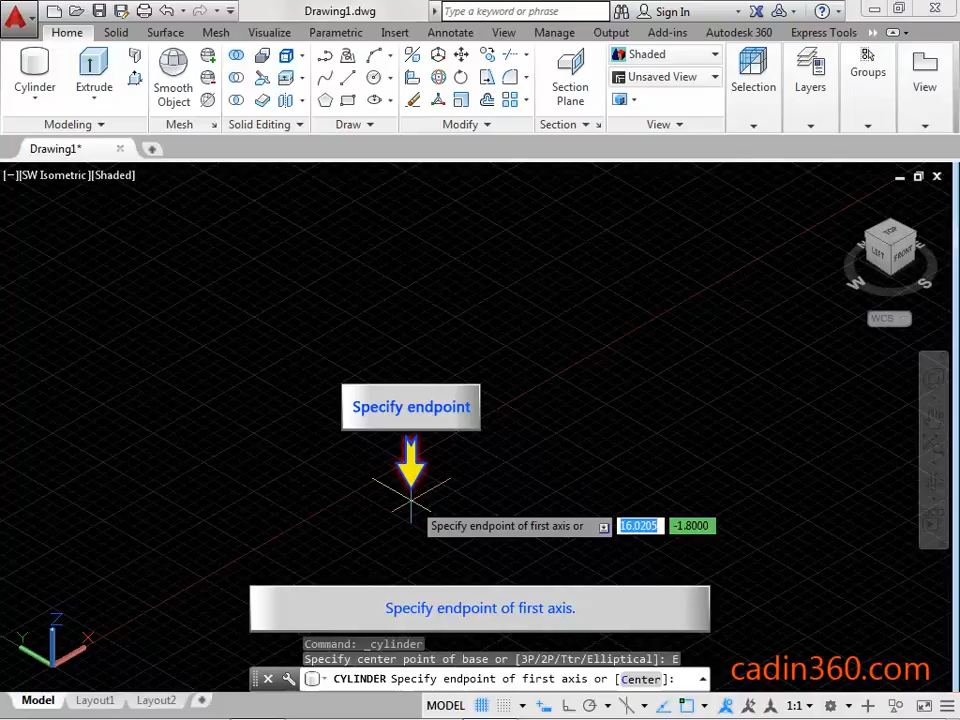 Drawing1.dwg
Type a keyword or phrase
Sign In
Home Solid Surface Mesh Visualize Parametric Insert Annotate View Manage Output Add-ins Autodesk 360 Express Tools
Cylinder
Extrude
Smooth
Object
Section
Plane
Shaded
Unsaved View
Selection
Layers
Groups
View
Modeling Mesh Solid Editing Draw Modify Section View
Drawing1*
[−][SW Isometric][Shaded]
TOP
LEFT
FRONT
N
E
W
S
WCS
Specify endpoint
Specify endpoint of first axis or 16.0205 -1.8000
Specify endpoint of first axis.
Z
Y
X
Command: _cylinder
Specify center point of base or [3P/2P/Ttr/Elliptical]: E
CYLINDER Specify endpoint of first axis or [Center]:
cadin360.com
Model Layout1 Layout2
MODEL
1:1